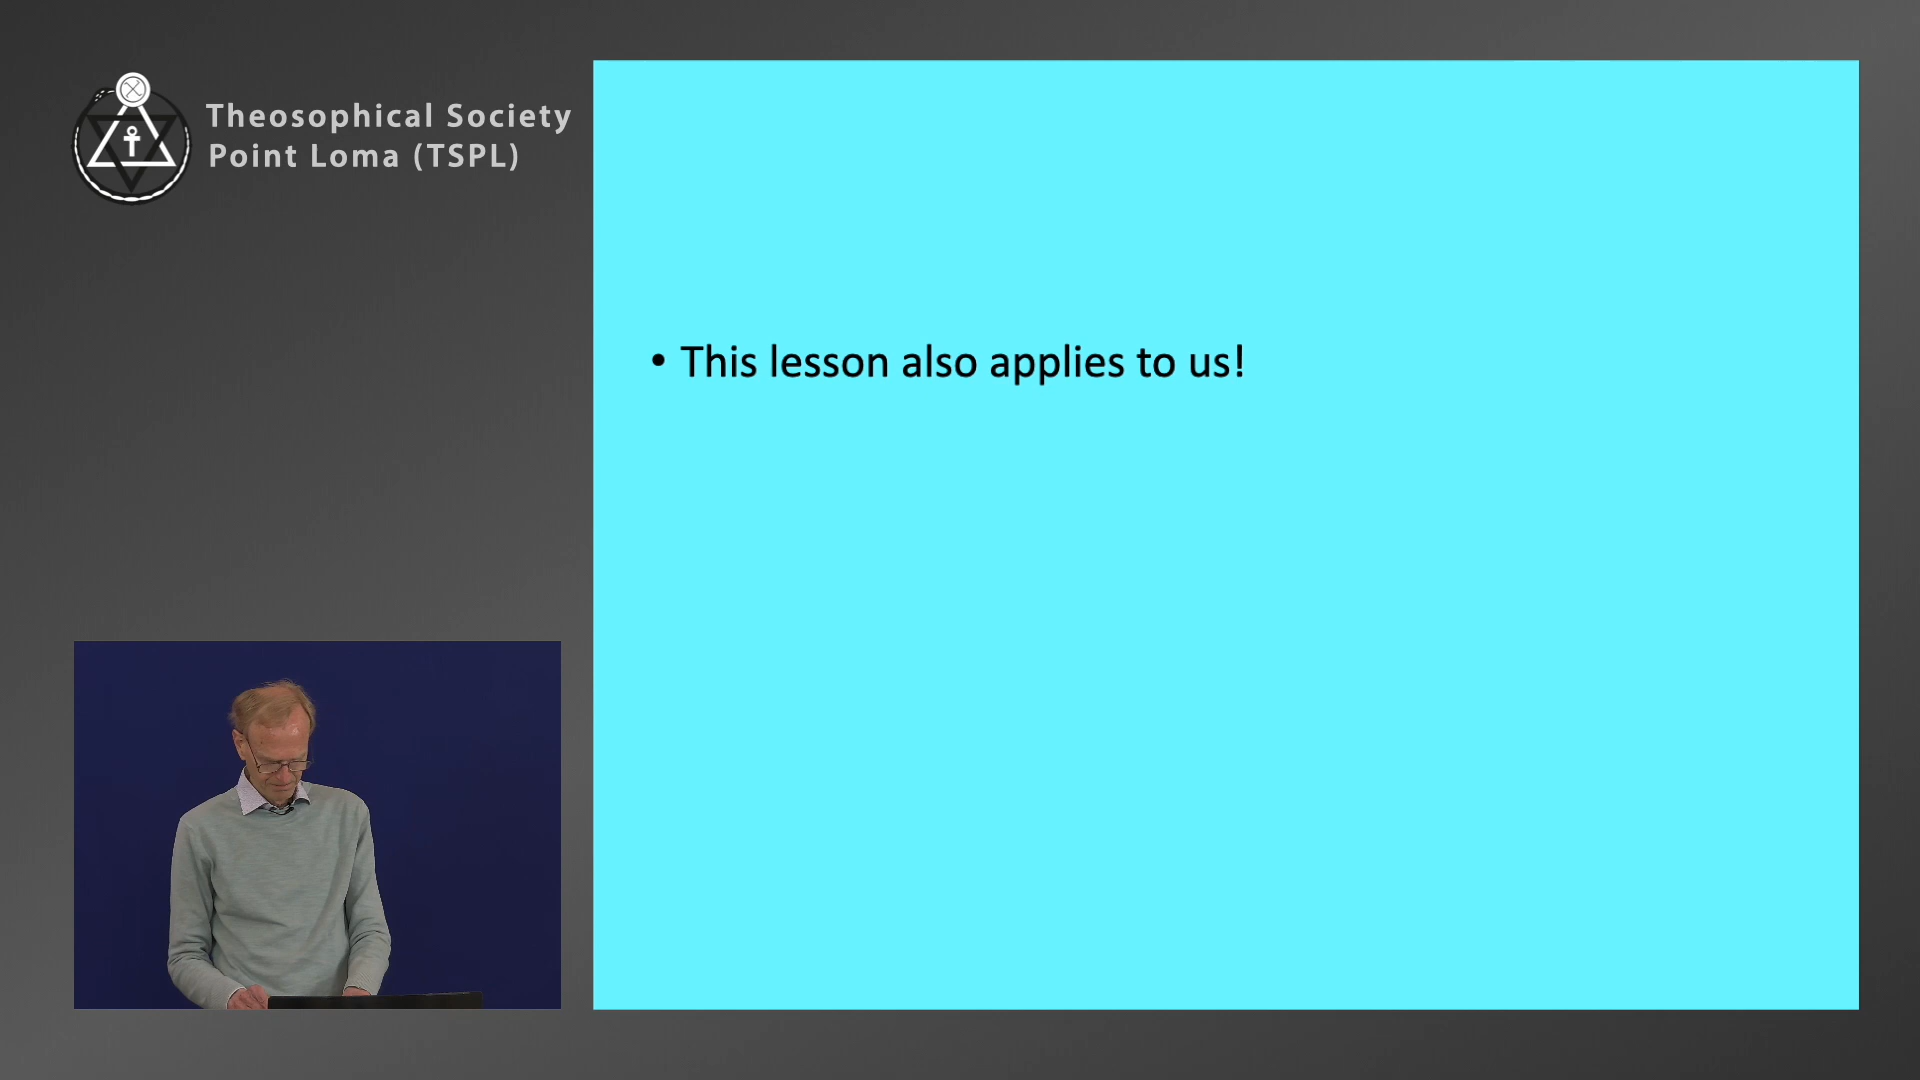 Theosophical Society
Point Loma (TSPL)
• This lesson also applies to us!